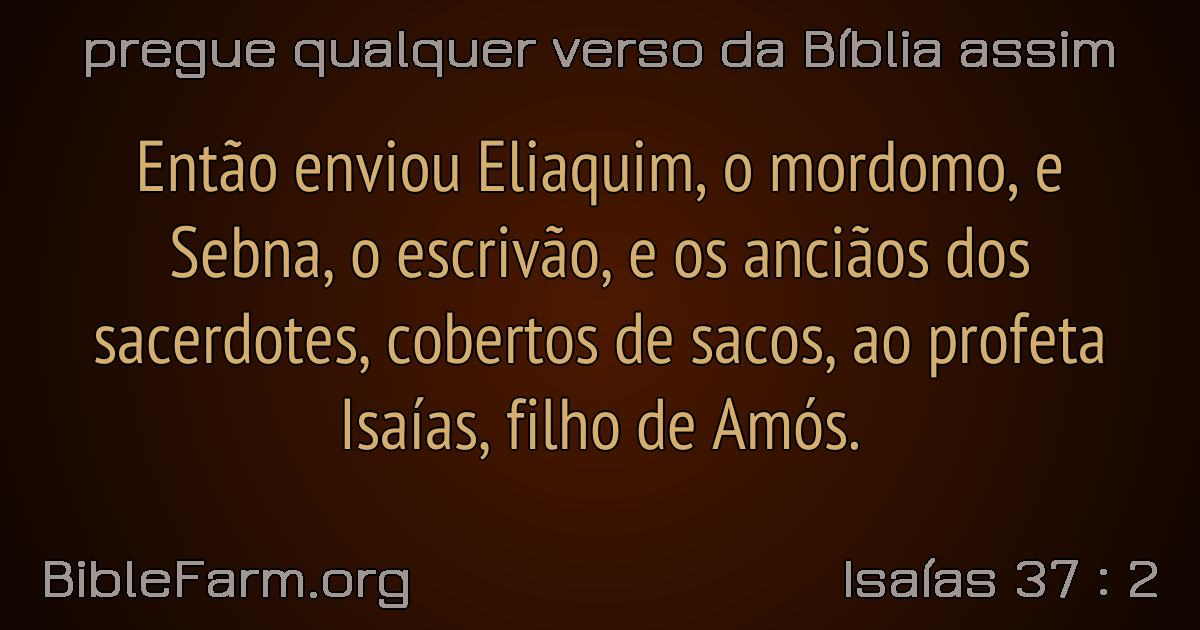 pregue qualquer verso da Bíblia assim
Então enviou Eliaquim, o mordomo, e
Sebna, o escrivão, e os anciãos dos
sacerdotes, cobertos de sacos, ao profeta
Isaías, filho de Amós.
BibleFarm.org
Isaías 37 : 2